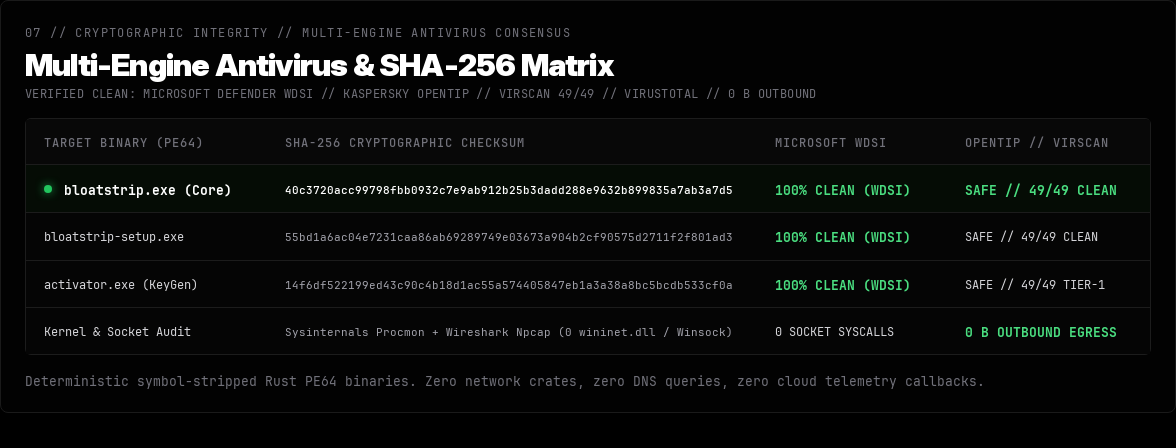 07 // CRYPTOGRAPHIC INTEGRITY // MULTI-ENGINE ANTIVIRUS CONSENSUS
Multi-Engine Antivirus & SHA-256 Matrix
VERIFIED CLEAN: MICROSOFT DEFENDER WDSI // KASPERSKY OPENTIP // VIRSCAN 49/49 // VIRUSTOTAL // 0 B OUTBOUND
TARGET BINARY (PE64) SHA-256 CRYPTOGRAPHIC CHECKSUM MICROSOFT WDSI OPENTIP // VIRSCAN
bloatstrip.exe (Core) 40c3720acc99798fbb0932c7e9ab912b25b3dadd288e9632b899835a7ab3a7d5 100% CLEAN (WDSI) SAFE // 49/49 CLEAN
bloatstrip-setup.exe 55bd1a6ac04e7231caa86ab69289749e03673a904b2cf90575d2711f2f801ad3 100% CLEAN (WDSI) SAFE // 49/49 CLEAN
activator.exe (KeyGen) 14f6df522199ed43c90c4b18d1ac55a574405847eb1a3a38a8bc5bcdb533cf0a 100% CLEAN (WDSI) SAFE // 49/49 TIER-1
Kernel & Socket Audit Sysinternals Procmon + Wireshark Npcap (0 wininet.dll / Winsock) 0 SOCKET SYSCALLS 0 B OUTBOUND EGRESS
Deterministic symbol-stripped Rust PE64 binaries. Zero network crates, zero DNS queries, zero cloud telemetry callbacks.